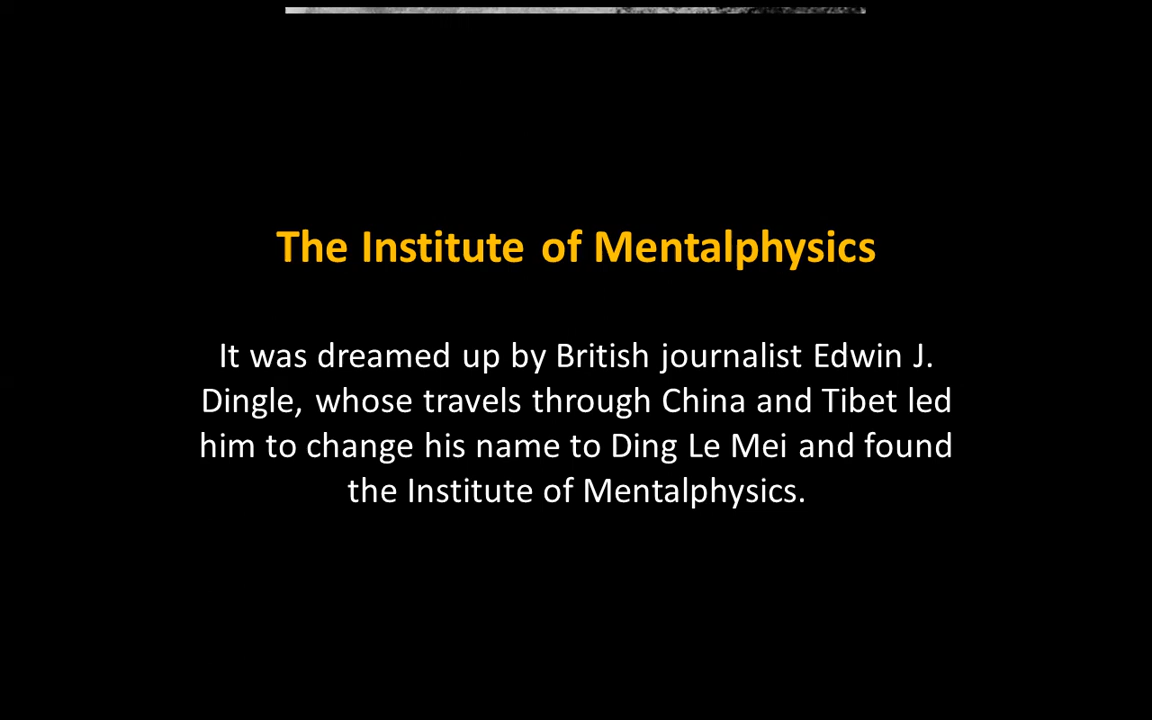 The Institute of Mentalphysics
It was dreamed up by British journalist Edwin J.
Dingle, whose travels through China and Tibet led
him to change his name to Ding Le Mei and found
the Institute of Mentalphysics.